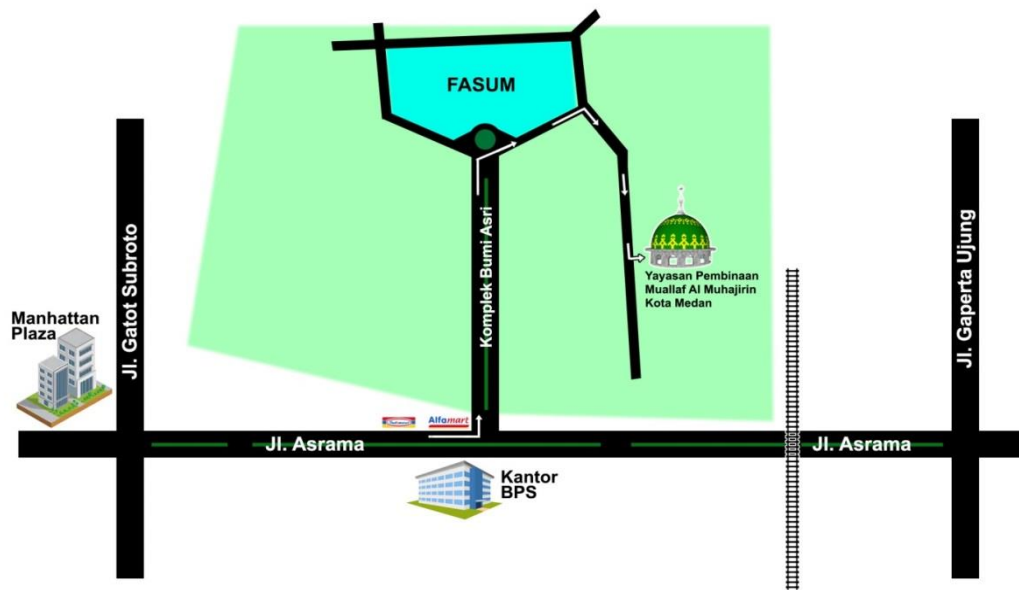 FASUM
Jl. Gatot Subroto
Komplek Bumi Asri
Jl. Gaperta Ujung
Yayasan Pembinaan
Muallaf Al Muhajirin
Kota Medan
Manhattan
Plaza
Alfamart
Jl. Asrama
Jl. Asrama
Kantor
BPS